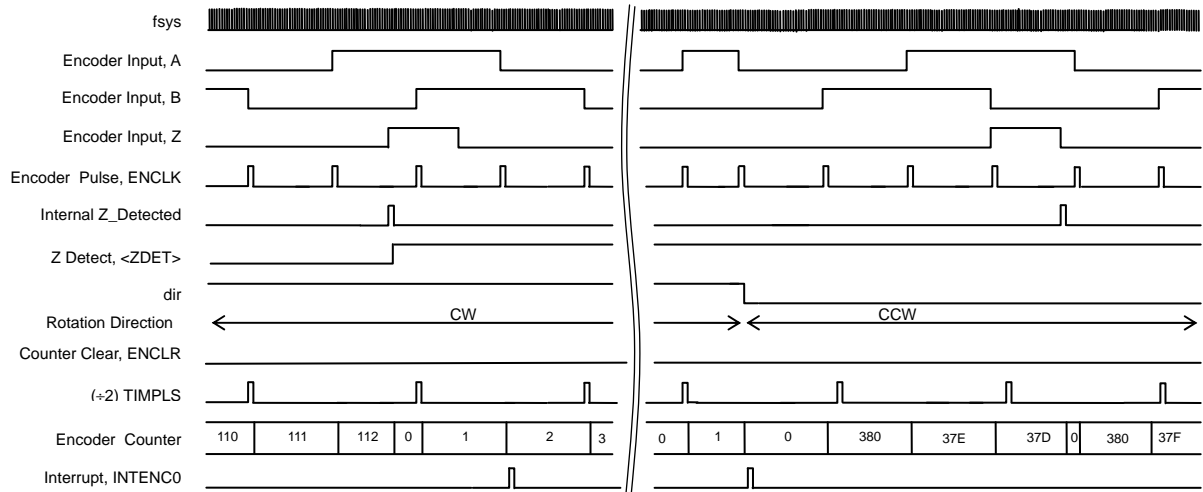 fsys
Encoder Input, A
Encoder Input, B
Encoder Input, Z
Encoder Pulse, ENCLK
Internal Z_Detected
Z Detect, <ZDET>
dir
Rotation Direction CW CCW
Counter Clear, ENCLR
(÷2) TIMPLS
Encoder Counter 110 111 112 0 1 2 3 0 1 0 380 37E 37D 0 380 37F
Interrupt, INTENC0